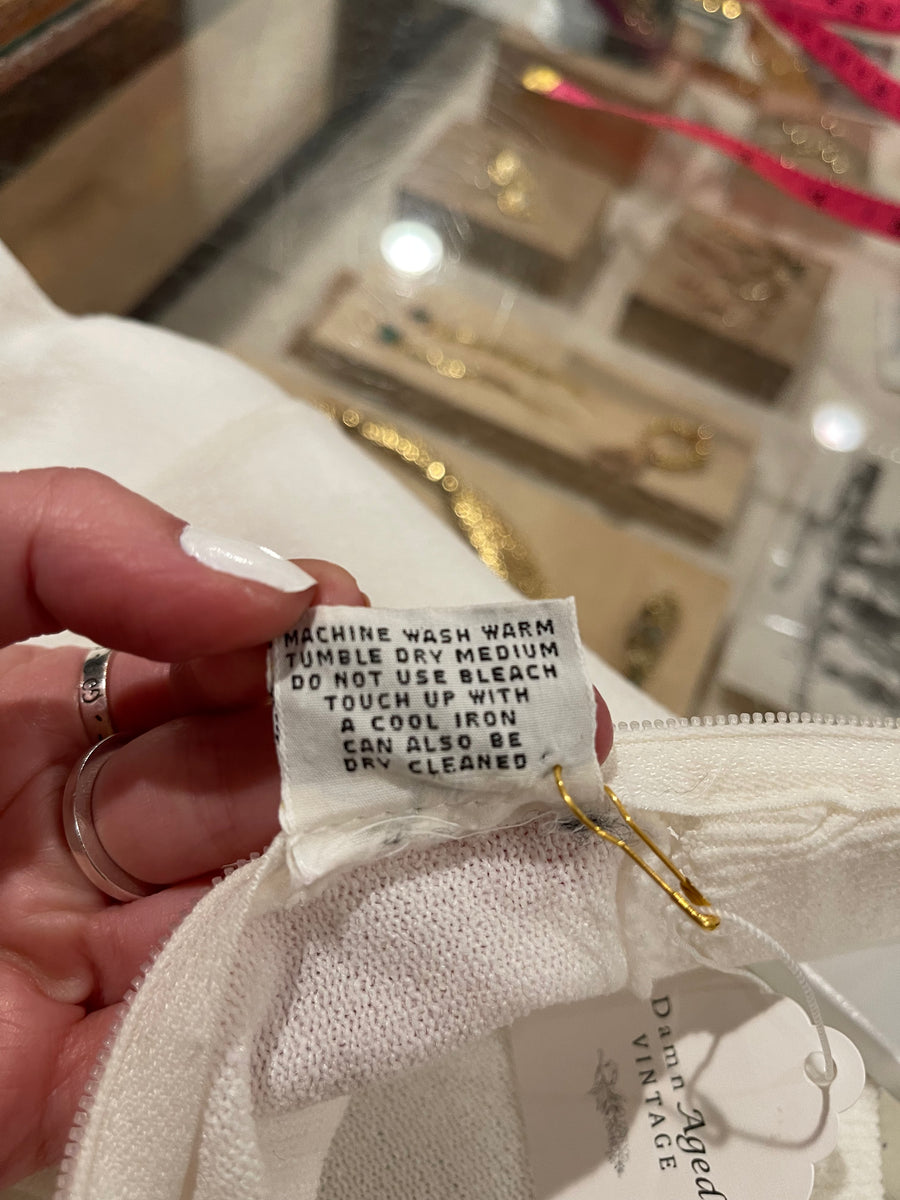 MACHINE WASH WARM
TUMBLE DRY MEDIUM
DO NOT USE BLEACH
TOUCH UP WITH
A COOL IRON
CAN ALSO BE
DRY CLEANED
Damn Aged
VINTAGE